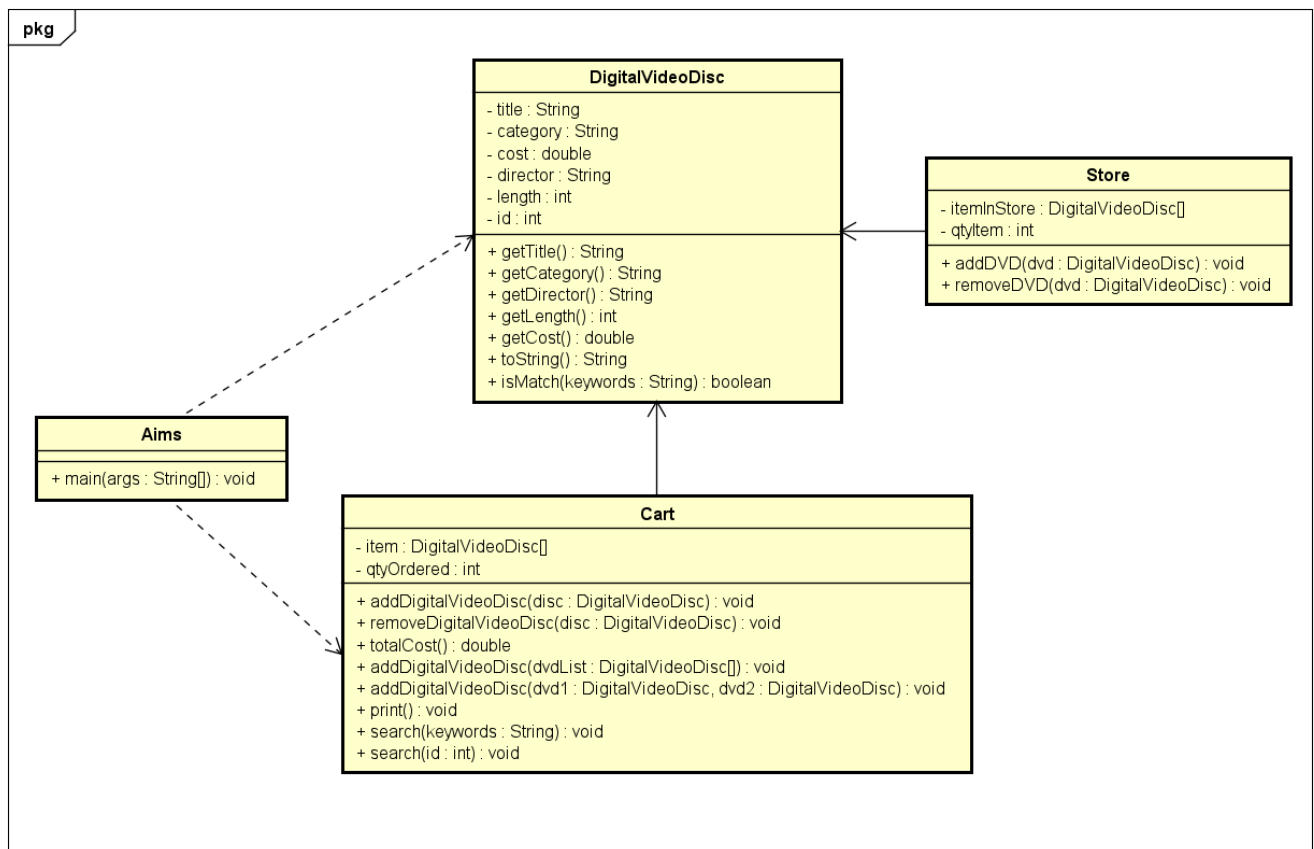 pkg
DigitalVideoDisc
- title : String
- category : String
- cost : double
- director : String
- length : int
- id : int
+ getTitle() : String
+ getCategory() : String
+ getDirector() : String
+ getLength() : int
+ getCost() : double
+ toString() : String
+ isMatch(keywords : String) : boolean
Store
- itemInStore : DigitalVideoDisc[]
- qtyItem : int
+ addDVD(dvd : DigitalVideoDisc) : void
+ removeDVD(dvd : DigitalVideoDisc) : void
Aims
+ main(args : String[]) : void
Cart
- item : DigitalVideoDisc[]
- qtyOrdered : int
+ addDigitalVideoDisc(disc : DigitalVideoDisc) : void
+ removeDigitalVideoDisc(disc : DigitalVideoDisc) : void
+ totalCost() : double
+ addDigitalVideoDisc(dvdList : DigitalVideoDisc[]) : void
+ addDigitalVideoDisc(dvd1 : DigitalVideoDisc, dvd2 : DigitalVideoDisc) : void
+ print() : void
+ search(keywords : String) : void
+ search(id : int) : void